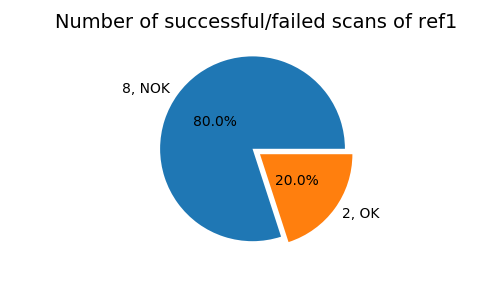 Number of successful/failed scans of ref1
8, NOK
80.0%
20.0%
2, OK